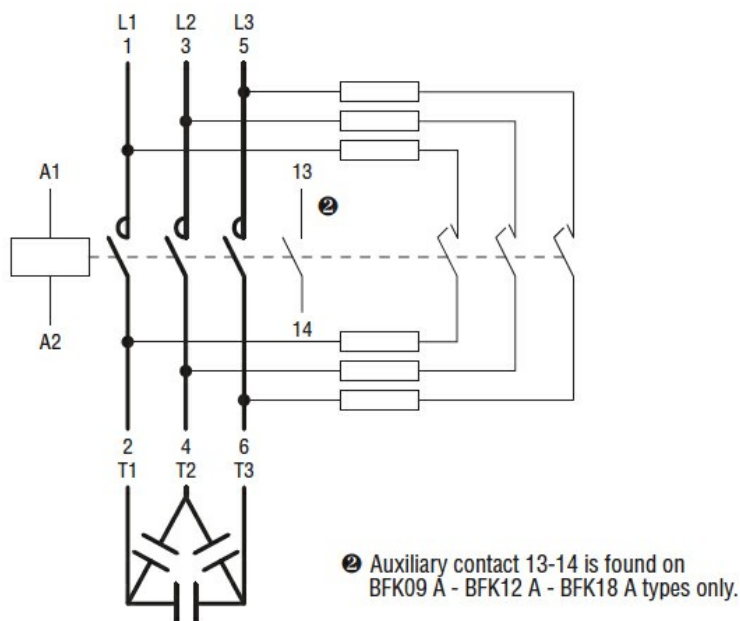 L1 L2 L3
1 3 5
A1
13
❷
14
A2
2 4 6
T1 T2 T3
❷ Auxiliary contact 13-14 is found on
BFK09 A - BFK12 A - BFK18 A types only.